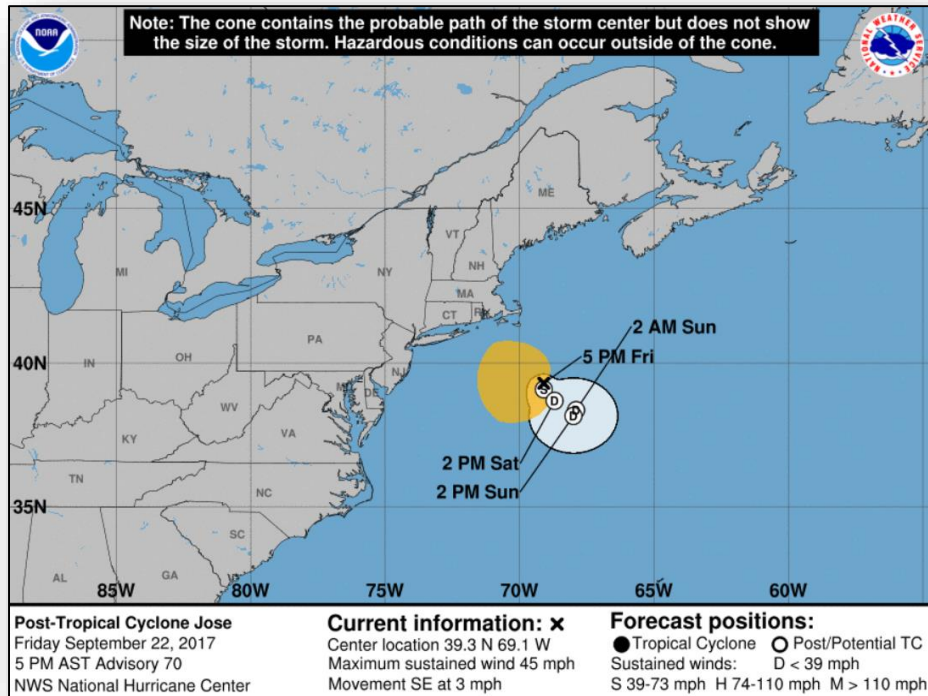 Note: The cone contains the probable path of the storm center but does not show
the size of the storm. Hazardous conditions can occur outside of the cone.
NOAA
NATIONAL WEATHER SERVICE
45N
40N
35N
ME
VT
NH
MI
NY
MA
CT
PA
NJ
OH
IN
DE
WV
VA
KY
TN
NC
SC
AL
GA
2 AM Sun
5 PM Fri
S
D
D
D
2 PM Sat
2 PM Sun
85W
80W
75W
70W
65W
60W
Post-Tropical Cyclone Jose
Friday September 22, 2017
5 PM AST Advisory 70
NWS National Hurricane Center
Current information: ×
Center location 39.3 N 69.1 W
Maximum sustained wind 45 mph
Movement SE at 3 mph
Forecast positions:
● Tropical Cyclone ○ Post/Potential TC
Sustained winds: D < 39 mph
S 39-73 mph H 74-110 mph M > 110 mph